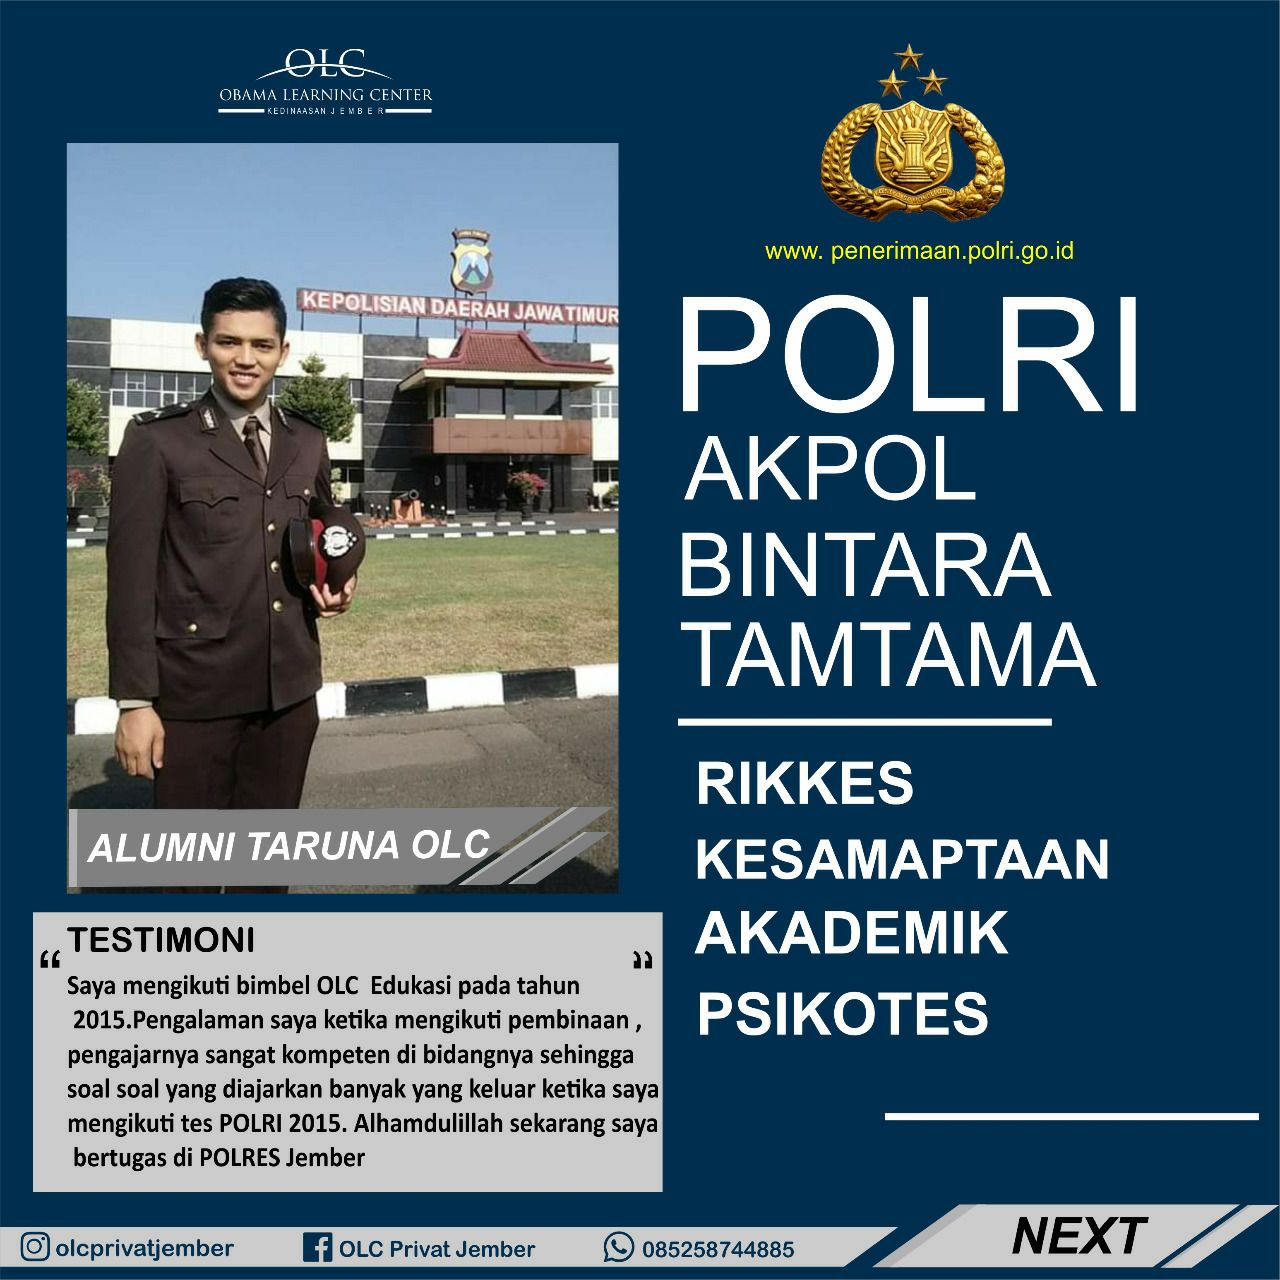 OLC
OBAMA LEARNING CENTER
KEDINAASAN JEMBER
www. penerimaan.polri.go.id
KEPOLISIAN DAERAH JAWA TIMUR
POLRI
AKPOL
BINTARA
TAMTAMA
RIKKES
KESAMAPTAAN
AKADEMIK
PSIKOTES
ALUMNI TARUNA OLC
TESTIMONI
“ Saya mengikuti bimbel OLC Edukasi pada tahun ”
2015.Pengalaman saya ketika mengikuti pembinaan ,
pengajarnya sangat kompeten di bidangnya sehingga
soal soal yang diajarkan banyak yang keluar ketika saya
mengikuti tes POLRI 2015. Alhamdulillah sekarang saya
bertugas di POLRES Jember
NEXT
olcprivatjember
OLC Privat Jember
085258744885